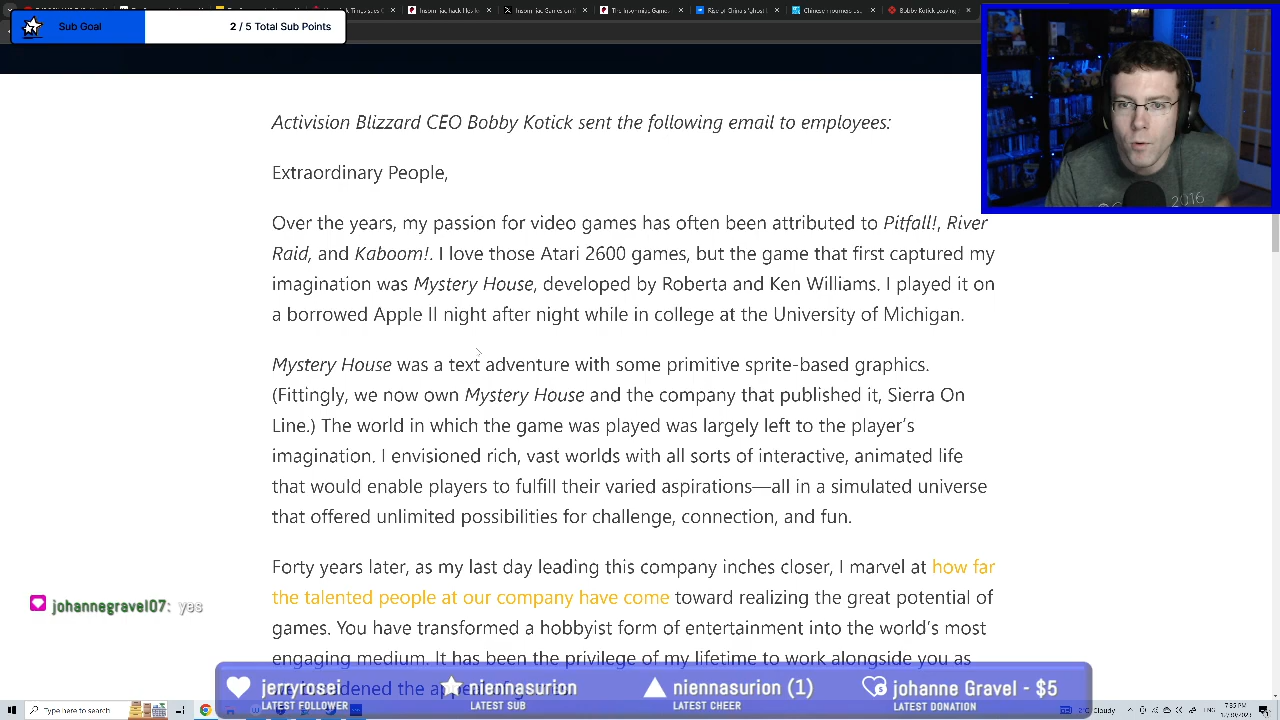 Sub Goal
2 / 5 Total Sub Points
Activision Blizzard CEO Bobby Kotick sent the following email to employees:
Extraordinary People,
Over the years, my passion for video games has often been attributed to Pitfall!, River
Raid, and Kaboom!. I love those Atari 2600 games, but the game that first captured my
imagination was Mystery House, developed by Roberta and Ken Williams. I played it on
a borrowed Apple II night after night while in college at the University of Michigan.
Mystery House was a text adventure with some primitive sprite-based graphics.
(Fittingly, we now own Mystery House and the company that published it, Sierra On
Line.) The world in which the game was played was largely left to the player's
imagination. I envisioned rich, vast worlds with all sorts of interactive, animated life
that would enable players to fulfill their varied aspirations—all in a simulated universe
that offered unlimited possibilities for challenge, connection, and fun.
Forty years later, as my last day leading this company inches closer, I marvel at how far
the talented people at our company have come toward realizing the great potential of
games. You have transformed a hobbyist form of entertainment into the world's most
engaging medium. It has been the privilege of my lifetime to work alongside you as
johannegravel07: yes
jerryrosei
LATEST FOLLOWER
LATEST SUB
(1)
LATEST CHEER
johanne Gravel - $5
LATEST DONATION
2016
Type here to search
Cloudy